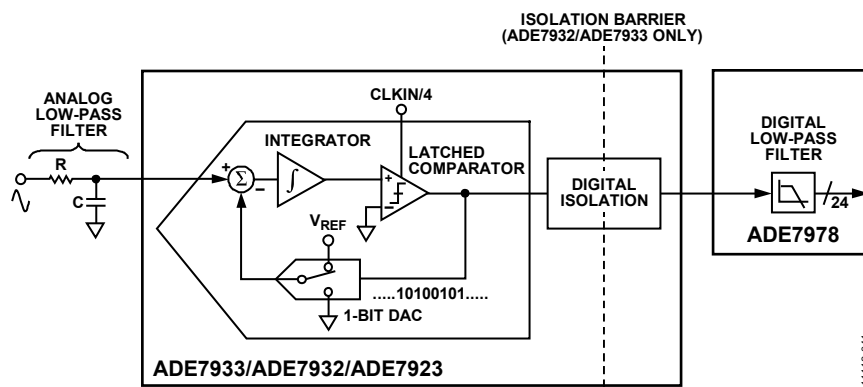 ISOLATION BARRIER
(ADE7932/ADE7933 ONLY)
ANALOG
LOW-PASS
FILTER
R
C
CLKIN/4
INTEGRATOR
LATCHED
COMPARATOR
+
Σ
−
∫
+
−
VREF
.....10100101.....
1-BIT DAC
DIGITAL
ISOLATION
DIGITAL
LOW-PASS
FILTER
24
ADE7978
ADE7933/ADE7932/ADE7923